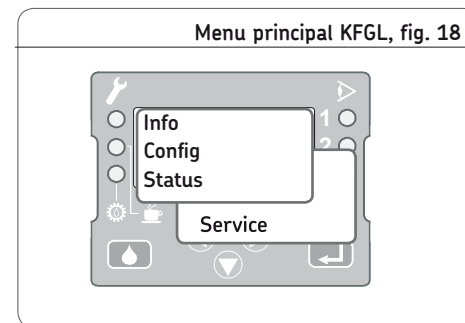 Menu principal KFGL, fig. 18
1
Info
Config
2
Status
Service